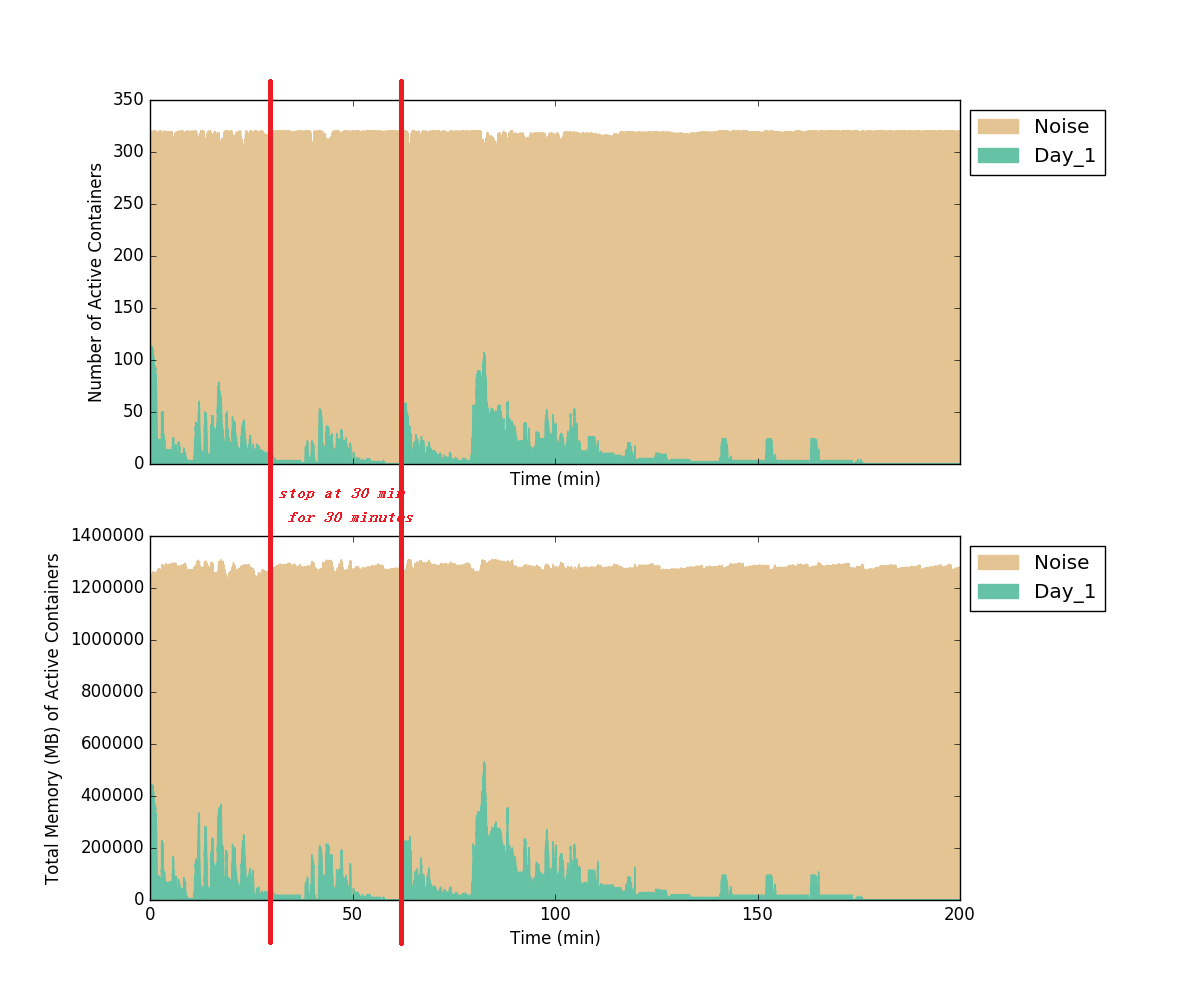 350
300
250
200
150
100
50
0
Number of Active Containers
Time (min)
Noise
Day_1
stop at 30 min
for 30 minutes
1400000
1200000
1000000
800000
600000
400000
200000
0
Total Memory (MB) of Active Containers
0 50 100 150 200
Time (min)
Noise
Day_1